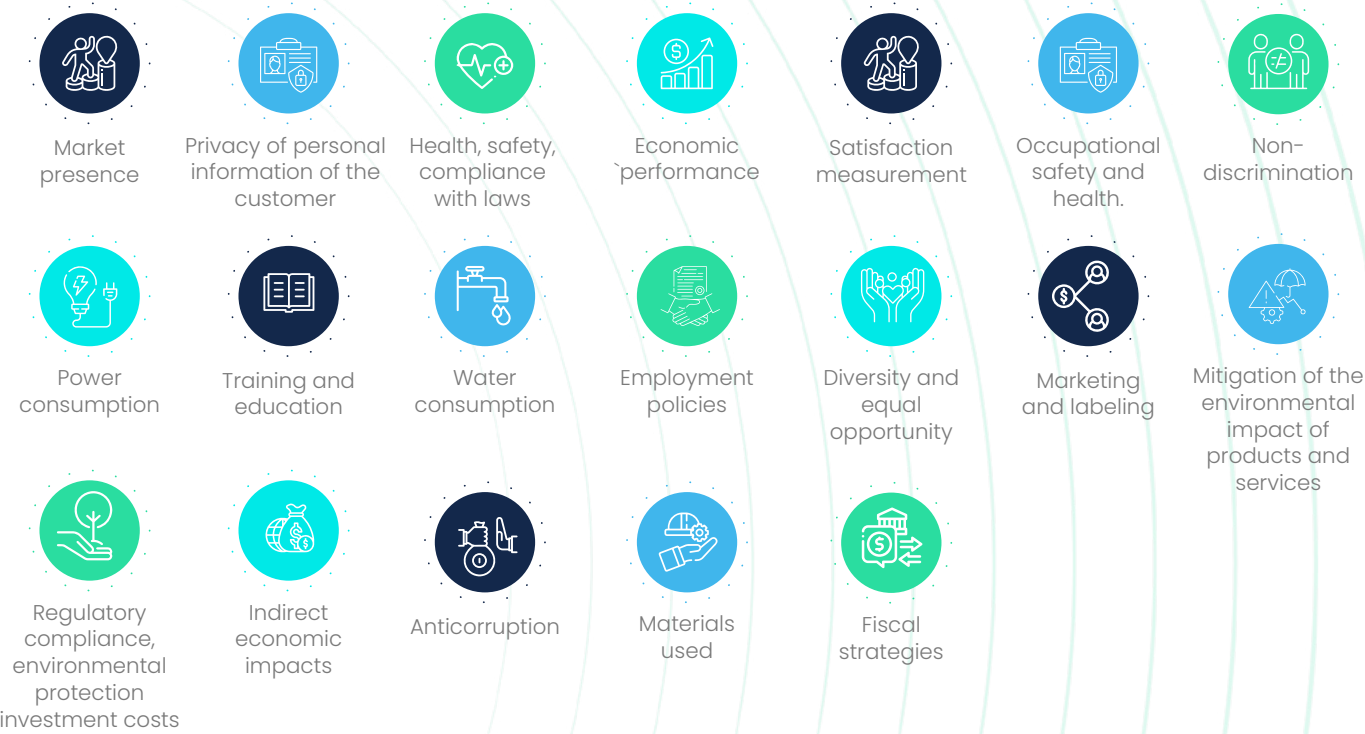 Market
presence
Privacy of personal
information of the
customer
Health, safety,
compliance
with laws
Economic
`performance
Satisfaction
measurement
Occupational
safety and
health.
Non-
discrimination
Power
consumption
Training and
education
Water
consumption
Employment
policies
Diversity and
equal
opportunity
Marketing
and labeling
Mitigation of the
environmental
impact of
products and
services
Regulatory
compliance,
environmental
protection
investment costs
Indirect
economic
impacts
Anticorruption
Materials
used
Fiscal
strategies